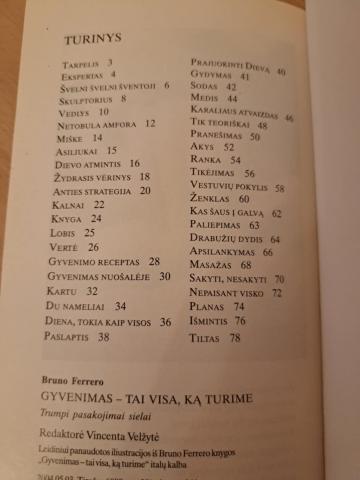 TURINYS
TARPELIS 3
EKSPERTAS 4
ŠVELNI ŠVELNI ŠVENTOJI 6
SKULPTORIUS 8
VEDLYS 10
NETOBULA AMFORA 12
MIŠKE 14
ASILIUKAI 15
DIEVO ATMINTIS 16
ŽYDRASIS VĖRINYS 18
ANTIES STRATEGIJA 20
KALNAI 22
KNYGA 24
LOBIS 25
VERTĖ 26
GYVENIMO RECEPTAS 28
GYVENIMAS NUOŠALĖJE 30
KARTU 32
DU NAMELIAI 34
DIENA, TOKIA KAIP VISOS 36
PASLAPTIS 38
PRAJUOKINTI DIEVĄ 40
GYDYMAS 41
SODAS 42
MEDIS 44
KARALIAUS ATVAIZDAS 46
TIK TEORIŠKAI 48
PRANEŠIMAS 50
AKYS 52
RANKA 54
TIKĖJIMAS 56
VESTUVIŲ POKYLIS 58
ŽENKLAS 60
KAS ŠAUS Į GALVĄ 62
PALIEPIMAS 63
DRABUŽIŲ DYDIS 64
APSILANKYMAS 66
MASAŽAS 68
SAKYTI, NESAKYTI 70
NEPAISANT VISKO 72
PLANAS 74
IŠMINTIS 76
TILTAS 78
Bruno Ferrero
GYVENIMAS – TAI VISA, KĄ TURIME
Trumpi pasakojimai sielai
Redaktorė Vincenta Velžytė
Leidiniui panaudotos iliustracijos iš Bruno Ferrero knygos
„Gyvenimas – tai visa, ką turime“ italų kalba